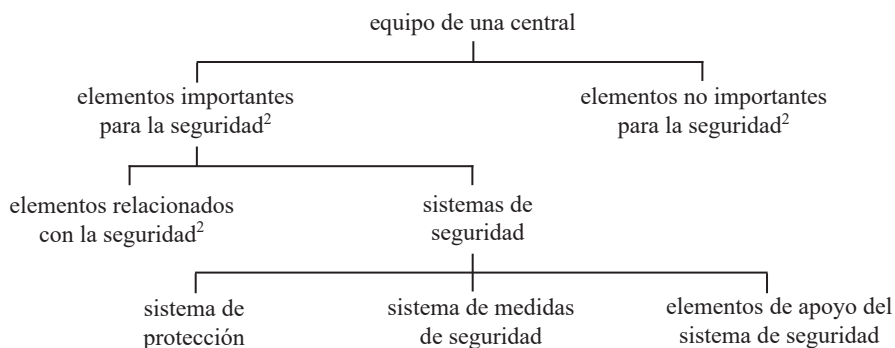 equipo de una central
elementos importantes
para la seguridad²
elementos no importantes
para la seguridad²
elementos relacionados
con la seguridad²
sistemas de
seguridad
sistema de
protección
sistema de medidas
de seguridad
elementos de apoyo del
sistema de seguridad